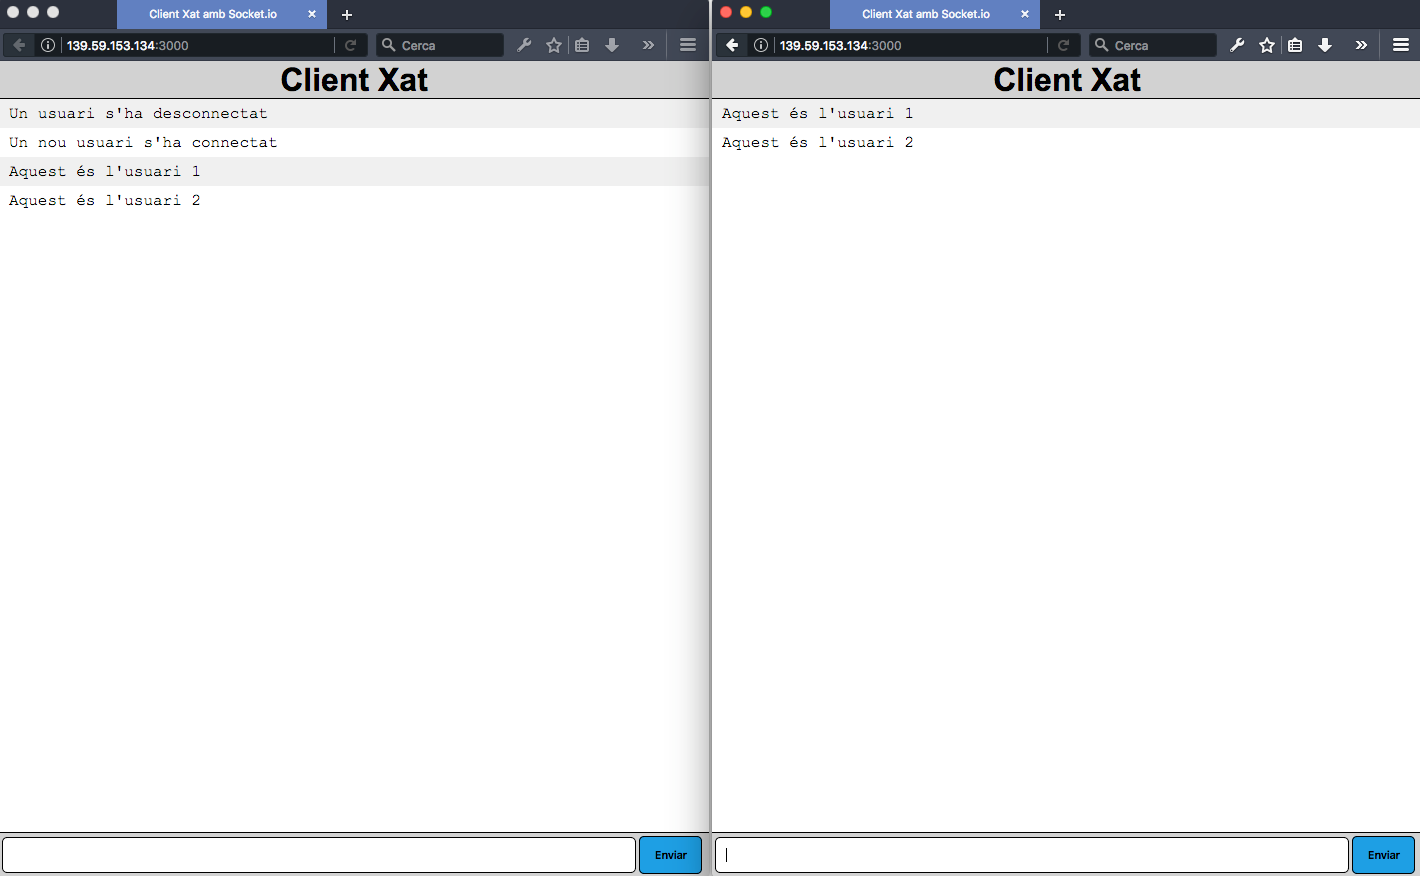 Client Xat amb Socket.io
139.59.153.134:3000
Cerca
Client Xat
Un usuari s'ha desconnectat
Un nou usuari s'ha connectat
Aquest és l'usuari 1
Aquest és l'usuari 2
Enviar
Client Xat amb Socket.io
139.59.153.134:3000
Cerca
Client Xat
Aquest és l'usuari 1
Aquest és l'usuari 2
Enviar